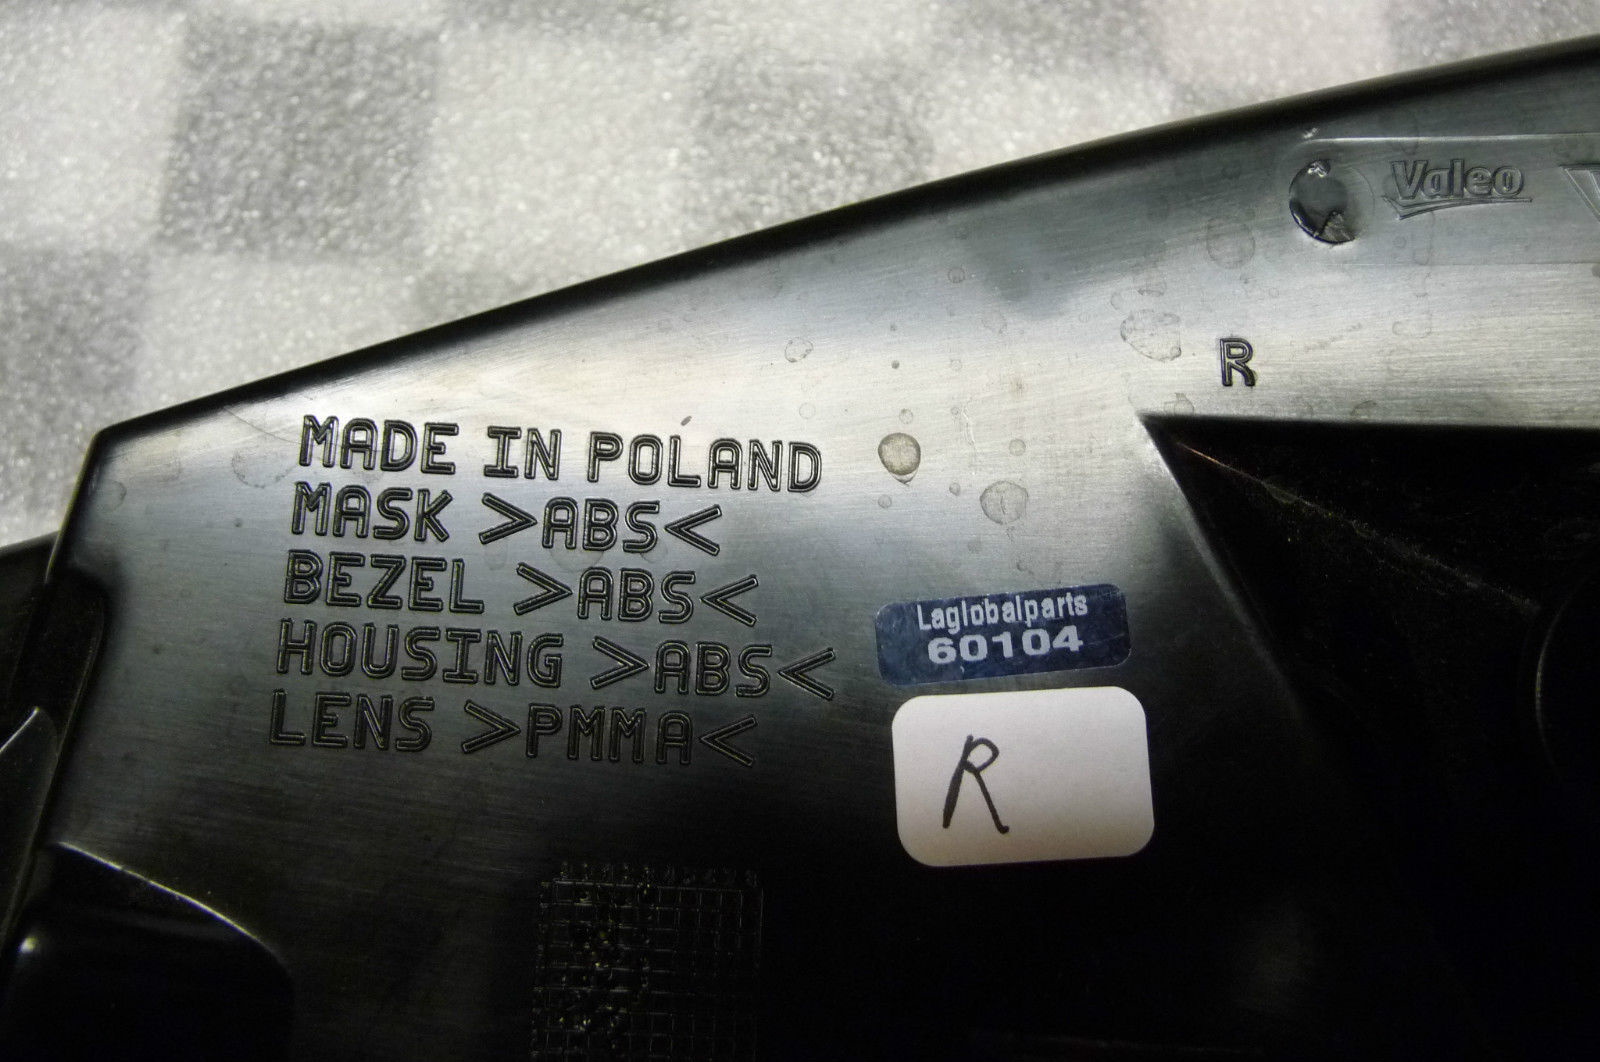 Valeo
R
MADE IN POLAND
MASK >ABS<
BEZEL >ABS<
HOUSING >ABS<
LENS >PMMA<
Laglobalparts
60104
R